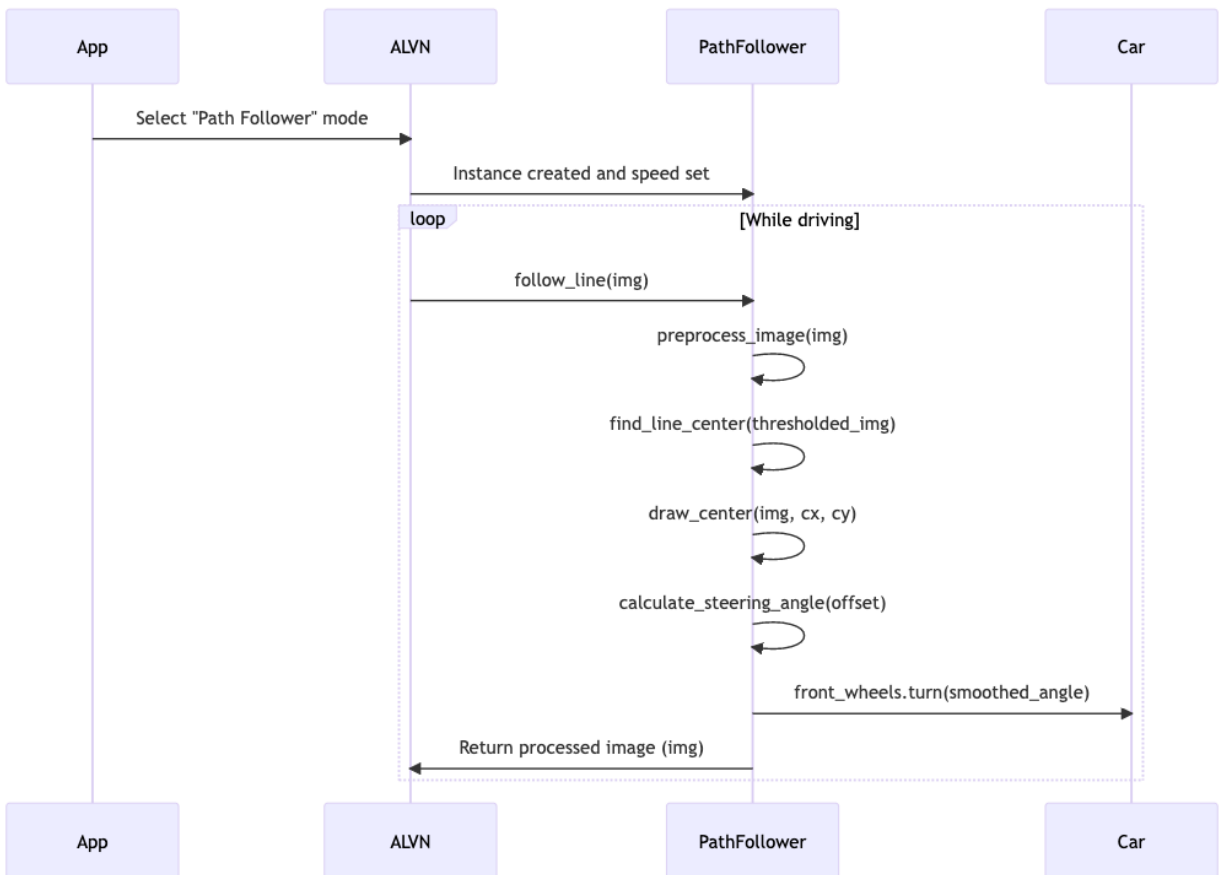 App ALVN PathFollower Car
Select "Path Follower" mode
Instance created and speed set
loop [While driving]
follow_line(img)
preprocess_image(img)
find_line_center(thresholded_img)
draw_center(img, cx, cy)
calculate_steering_angle(offset)
front_wheels.turn(smoothed_angle)
Return processed image (img)
App ALVN PathFollower Car